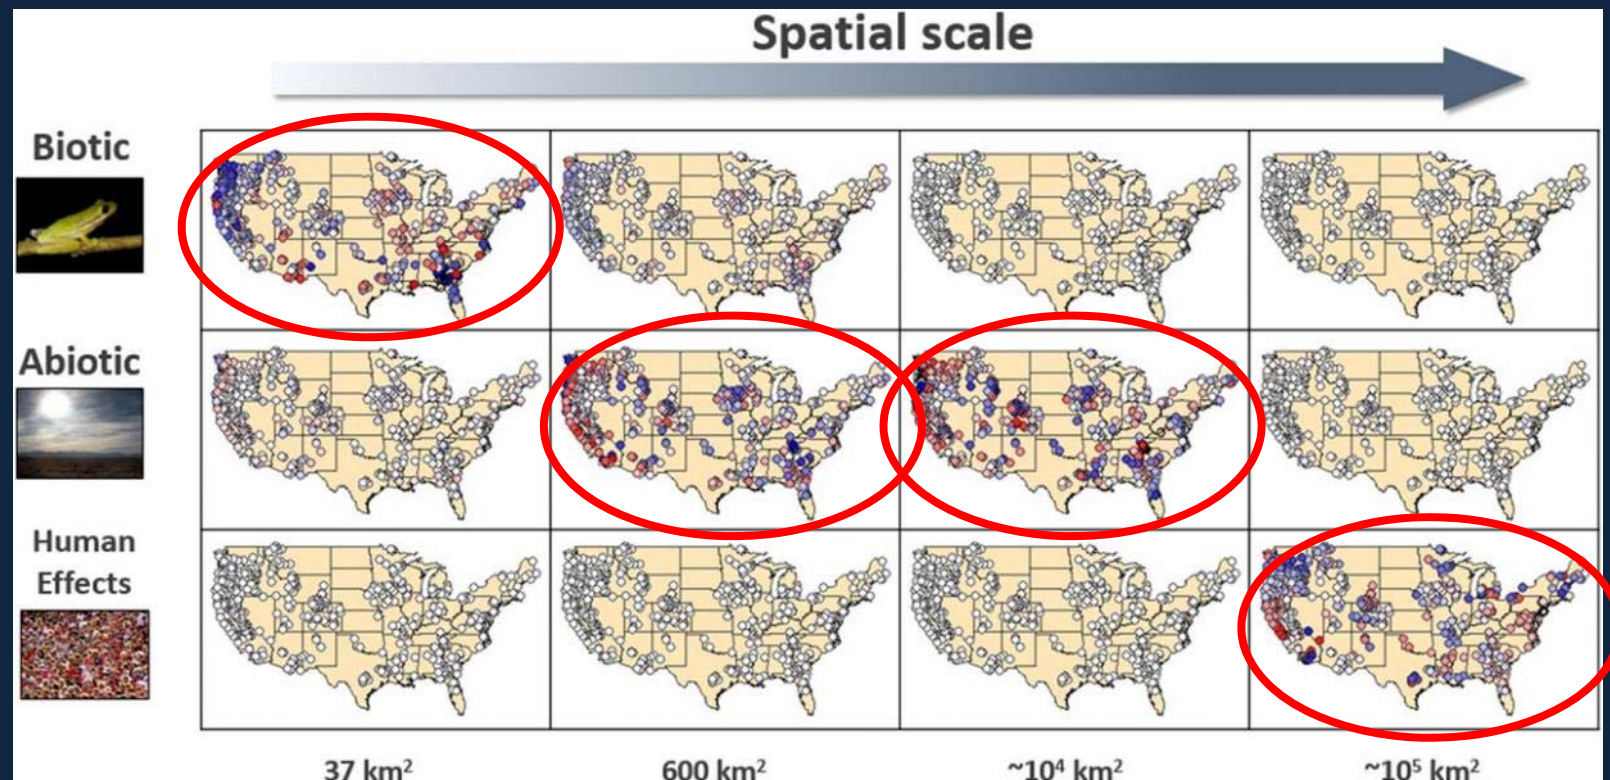 Spatial scale
Biotic
Abiotic
Human
Effects
37 km²
600 km²
~10⁴ km²
~10⁵ km²